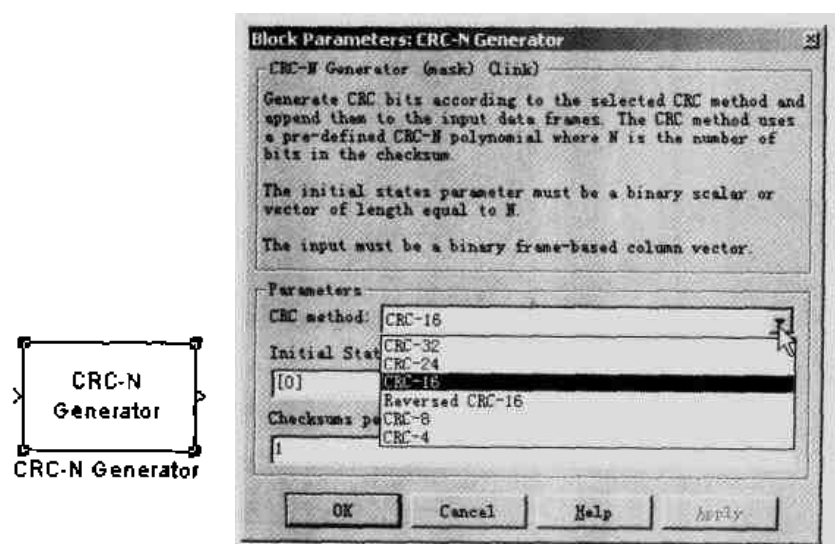 CRC-N
Generator
CRC-N Generator
Block Parameters: CRC-N Generator
CRC-N Generator (mask) (link)
Generate CRC bits according to the selected CRC method and
append them to the input data frames. The CRC method uses
a pre-defined CRC-N polynomial where N is the number of
bits in the checksum.
The initial states parameter must be a binary scalar or
vector of length equal to N.
The input must be a binary frame-based column vector.
Parameters
CRC method: CRC-16
CRC-32
Initial Stat
CRC-24
[0]
CRC-16
Reversed CRC-16
Checksums pe
CRC-8
CRC-4
1
OK Cancel Help Apply